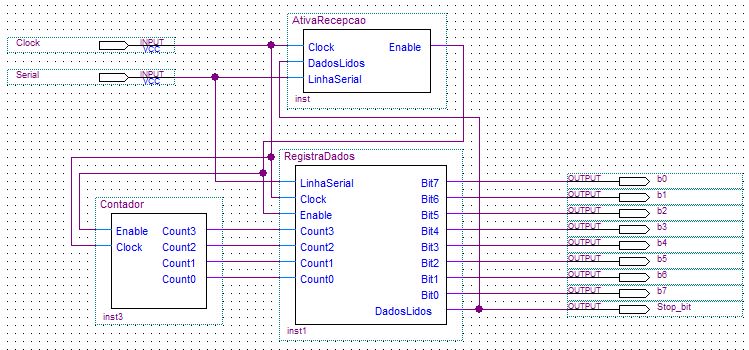 AtivaRecepcao
Clock
INPUT
VCC
Clock
Enable
DadosLidos
Serial
INPUT
VCC
LinhaSerial
inst
RegistraDados
LinhaSerial
Bit7
OUTPUT
b0
Clock
Bit6
OUTPUT
b1
Contador
Enable
Bit5
OUTPUT
b2
Enable
Count3
Count3
Bit4
OUTPUT
b3
Clock
Count2
Count2
Bit3
OUTPUT
b4
Count1
Count1
Bit2
OUTPUT
b5
Count0
Count0
Bit1
OUTPUT
b6
Bit0
OUTPUT
b7
DadosLidos
OUTPUT
Stop_bit
inst3
inst1